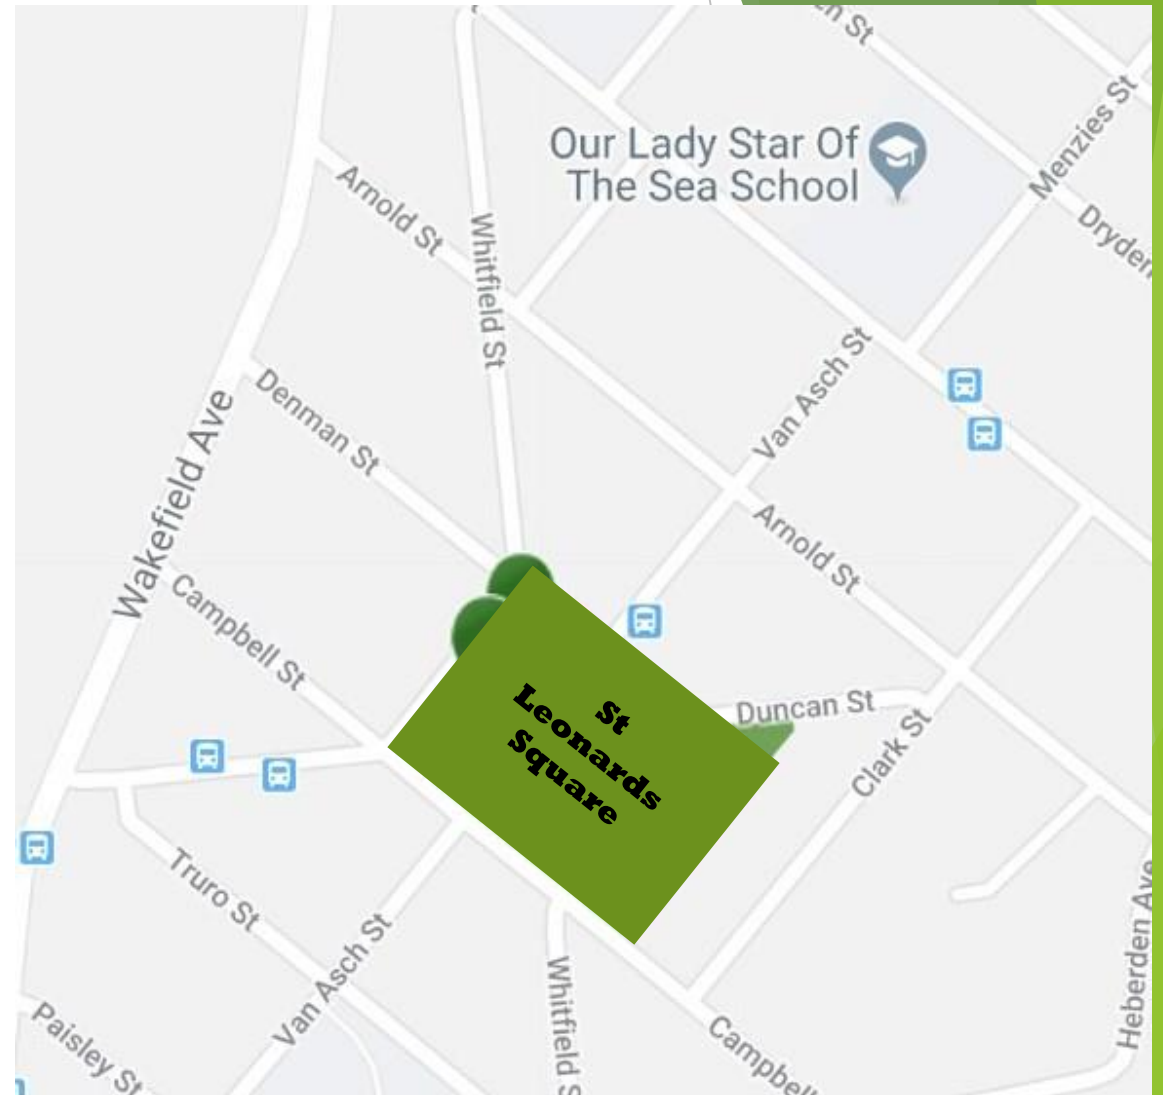 n St
Our Lady Star Of
The Sea School
Menzies St
Arnold St
Whitfield St
Dryden
Van Asch St
Denman St
Wakefield Ave
Arnold St
Campbell St
St
Leonards
Square
Duncan St
Clark St
Truro St
Van Asch St
Heberden Ave
Whitfield S
Paisley St
Campbell